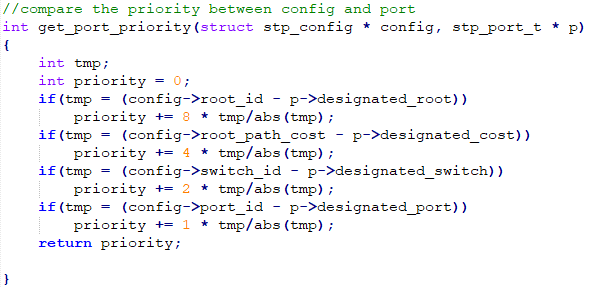 //compare the priority between config and port
int get_port_priority(struct stp_config * config, stp_port_t * p)
{
    int tmp;
    int priority = 0;
    if(tmp = (config->root_id - p->designated_root))
        priority += 8 * tmp/abs(tmp);
    if(tmp = (config->root_path_cost - p->designated_cost))
        priority += 4 * tmp/abs(tmp);
    if(tmp = (config->switch_id - p->designated_switch))
        priority += 2 * tmp/abs(tmp);
    if(tmp = (config->port_id - p->designated_port))
        priority += 1 * tmp/abs(tmp);
    return priority;
}